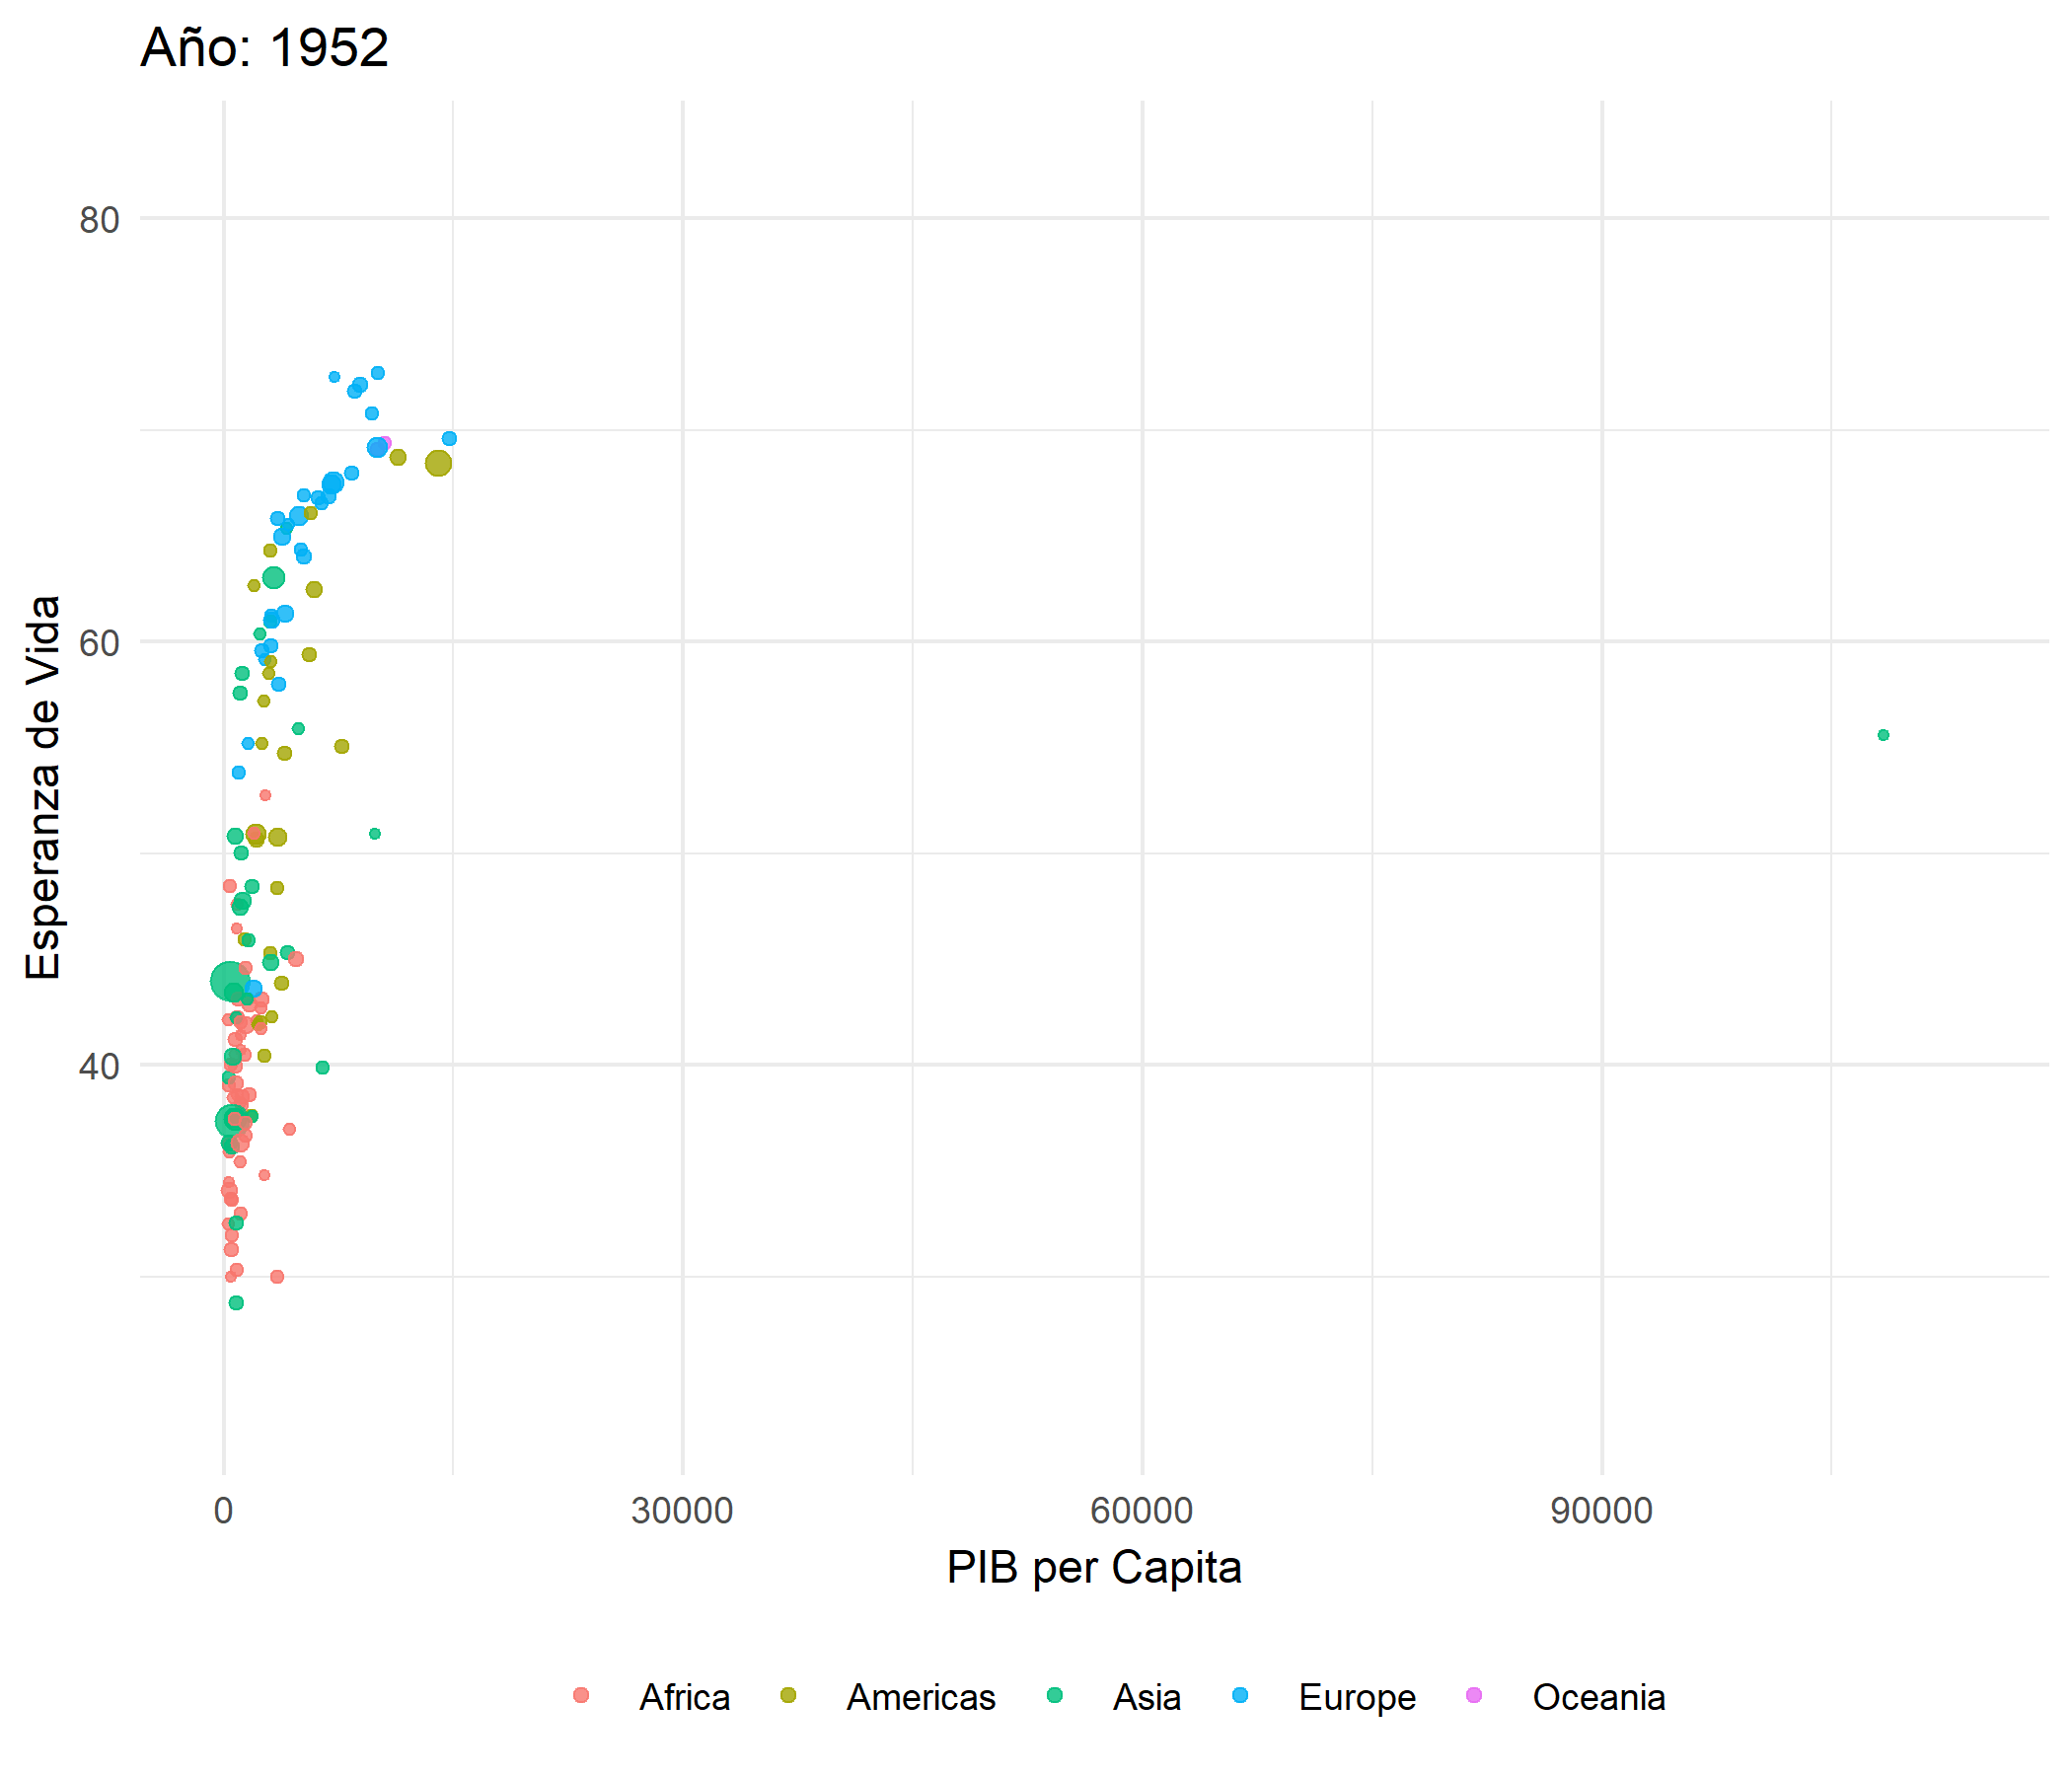 Año: 1952
Esperanza de Vida
80
60
40
0 30000 60000 90000
PIB per Capita
Africa Americas Asia Europe Oceania